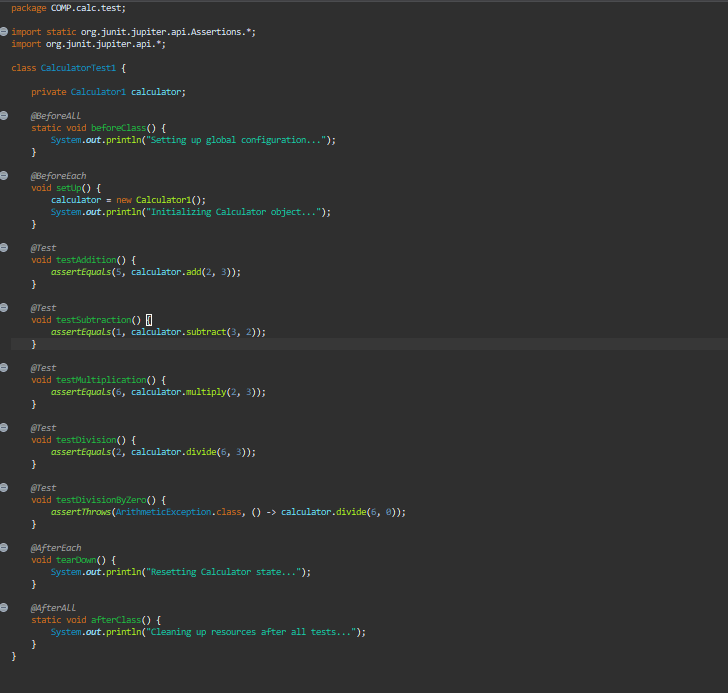 package COMP.calc.test;
import static org.junit.jupiter.api.Assertions.*;
import org.junit.jupiter.api.*;
class CalculatorTest1 {
private Calculator1 calculator;
@BeforeAll
static void beforeClass() {
System.out.println("Setting up global configuration...");
}
@BeforeEach
void setUp() {
calculator = new Calculator1();
System.out.println("Initializing Calculator object...");
}
@Test
void testAddition() {
assertEquals(5, calculator.add(2, 3));
}
@Test
void testSubtraction() {
assertEquals(1, calculator.subtract(3, 2));
}
@Test
void testMultiplication() {
assertEquals(6, calculator.multiply(2, 3));
}
@Test
void testDivision() {
assertEquals(2, calculator.divide(6, 3));
}
@Test
void testDivisionByZero() {
assertThrows(ArithmeticException.class, () -> calculator.divide(6, 0));
}
@AfterEach
void tearDown() {
System.out.println("Resetting Calculator state...");
}
@AfterAll
static void afterClass() {
System.out.println("Cleaning up resources after all tests...");
}
}